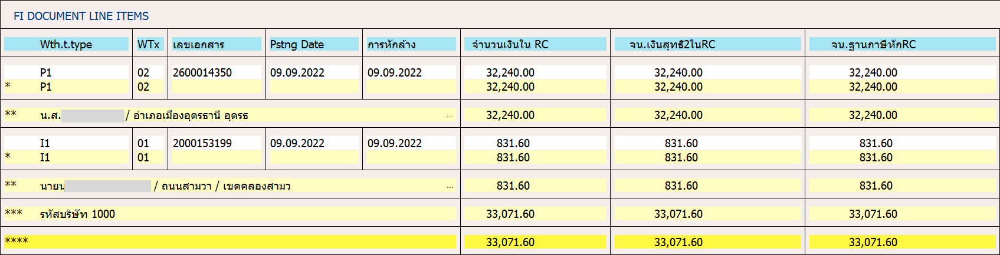 FI DOCUMENT LINE ITEMS
Wth.t.type WTx เลขเอกสาร Pstng Date การหักล้าง จำนวนเงินใน RC จน.เงินสุทธิ2ในRC จน.ฐานภาษีหักRC
P1 02 2600014350 09.09.2022 09.09.2022 32,240.00 32,240.00 32,240.00
* P1 02 32,240.00 32,240.00 32,240.00
** น.ส. / อำเภอเมืองอุดรธานี อุดรธ ... 32,240.00 32,240.00 32,240.00
I1 01 2000153199 09.09.2022 09.09.2022 831.60 831.60 831.60
* I1 01 831.60 831.60 831.60
** นายน / ถนนสามวา / เขตคลองสามว ... 831.60 831.60 831.60
*** รหัสบริษัท 1000 33,071.60 33,071.60 33,071.60
**** 33,071.60 33,071.60 33,071.60